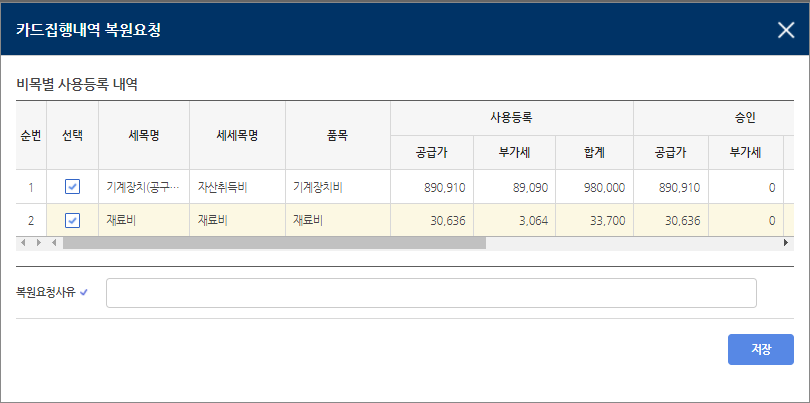 카드집행내역 복원요청
비목별 사용등록 내역
순번 선택 세목명 세세목명 품목 사용등록 승인
공급가 부가세 합계 공급가 부가세
1 기계장치(공구··· 자산취득비 기계장치비 890,910 89,090 980,000 890,910 0
2 재료비 재료비 재료비 30,636 3,064 33,700 30,636 0
복원요청사유
저장